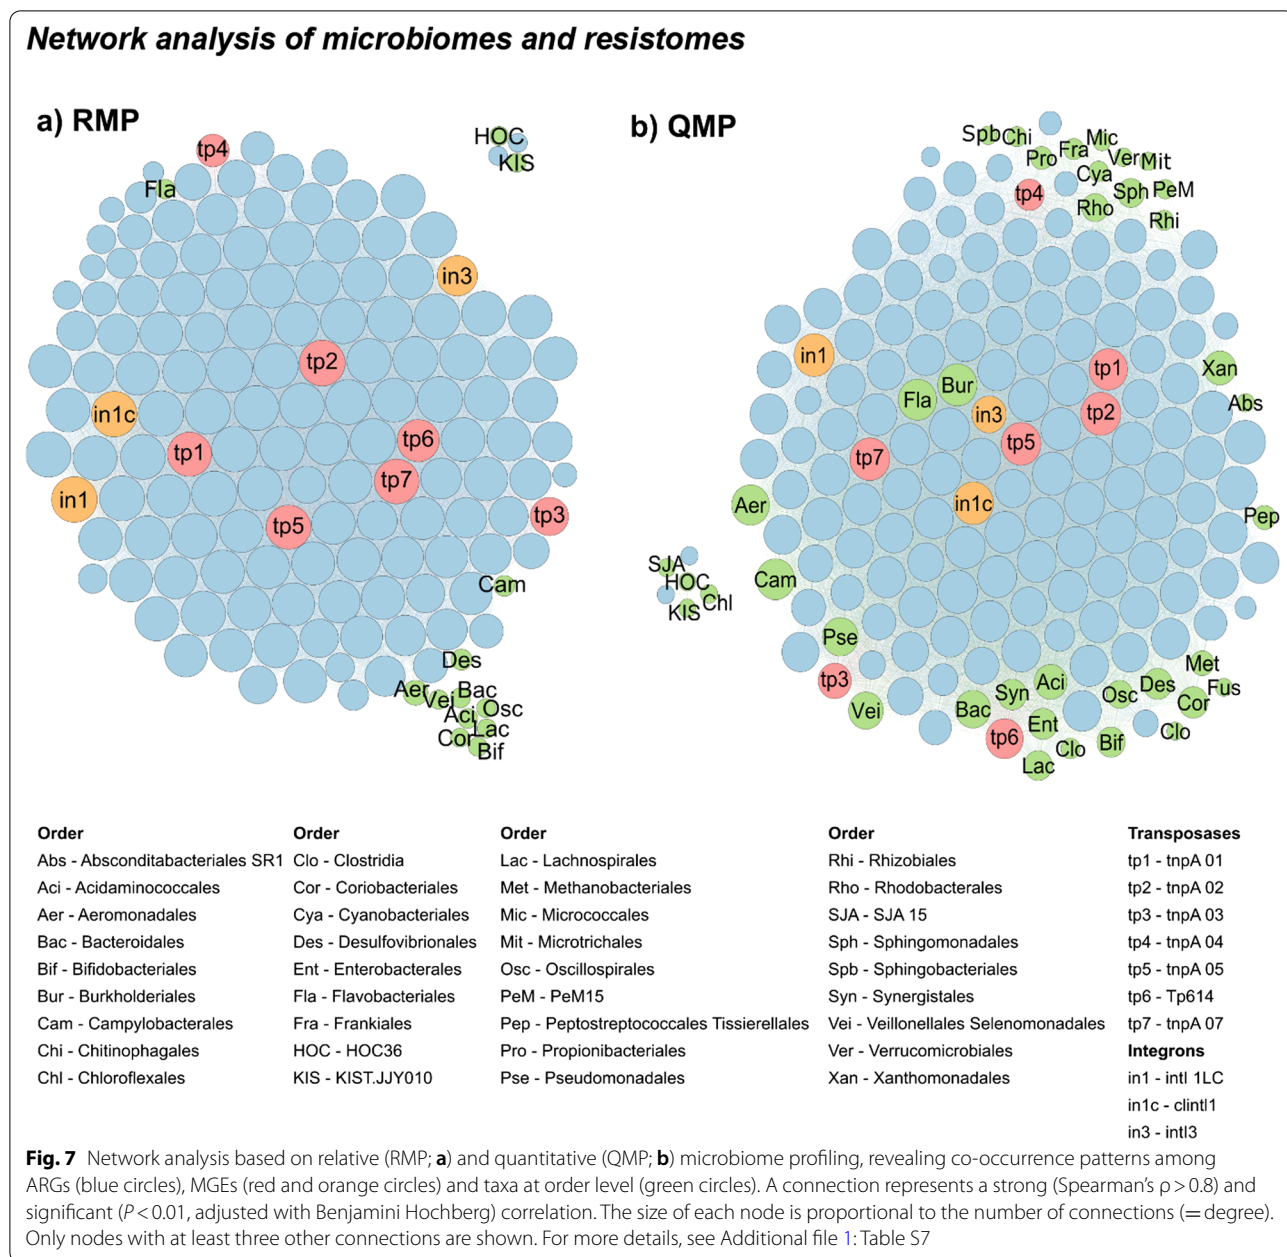 Network analysis of microbiomes and resistomes
a) RMP
HOC
KIS
tp4
Fla
in3
tp2
in1c
tp1
tp6
tp7
in1
tp5
tp3
Cam
Des
Aer
Vei
Bac
Aci
Osc
Lac
Cor
Bif
b) QMP
Spb
Chi
Pro
Fra
Mic
Ver
Mit
Cya
tp4
Rho
Sph
PeM
Rhi
in1
tp1
Xan
Fla
Bur
in3
tp2
Abs
tp5
tp7
Aer
in1c
Pep
SJA
HOC
Chl
KIS
Cam
Pse
tp3
Vei
Met
Bac
Syn
Aci
Osc
Des
Cor
Fus
tp6
Ent
Clo
Bif
Clo
Lac
Order
Abs - Absconditabacteriales SR1
Aci - Acidaminococcales
Aer - Aeromonadales
Bac - Bacteroidales
Bif - Bifidobacteriales
Bur - Burkholderiales
Cam - Campylobacterales
Chi - Chitinophagales
Chl - Chloroflexales
Order
Clo - Clostridia
Cor - Coriobacteriales
Cya - Cyanobacteriales
Des - Desulfovibrionales
Ent - Enterobacterales
Fla - Flavobacteriales
Fra - Frankiales
HOC - HOC36
KIS - KIST.JJY010
Order
Lac - Lachnospirales
Met - Methanobacteriales
Mic - Micrococcales
Mit - Microtrichales
Osc - Oscillospirales
PeM - PeM15
Pep - Peptostreptococcales Tissierellales
Pro - Propionibacteriales
Pse - Pseudomonadales
Order
Rhi - Rhizobiales
Rho - Rhodobacterales
SJA - SJA 15
Sph - Sphingomonadales
Spb - Sphingobacteriales
Syn - Synergistales
Vei - Veillonellales Selenomonadales
Ver - Verrucomicrobiales
Xan - Xanthomonadales
Transposases
tp1 - tnpA 01
tp2 - tnpA 02
tp3 - tnpA 03
tp4 - tnpA 04
tp5 - tnpA 05
tp6 - Tp614
tp7 - tnpA 07
Integrons
in1 - intI 1LC
in1c - clintI1
in3 - intI3
Fig. 7 Network analysis based on relative (RMP; a) and quantitative (QMP; b) microbiome profiling, revealing co-occurrence patterns among
ARGs (blue circles), MGEs (red and orange circles) and taxa at order level (green circles). A connection represents a strong (Spearman's ρ > 0.8) and
significant (P < 0.01, adjusted with Benjamini Hochberg) correlation. The size of each node is proportional to the number of connections (= degree).
Only nodes with at least three other connections are shown. For more details, see Additional file 1: Table S7